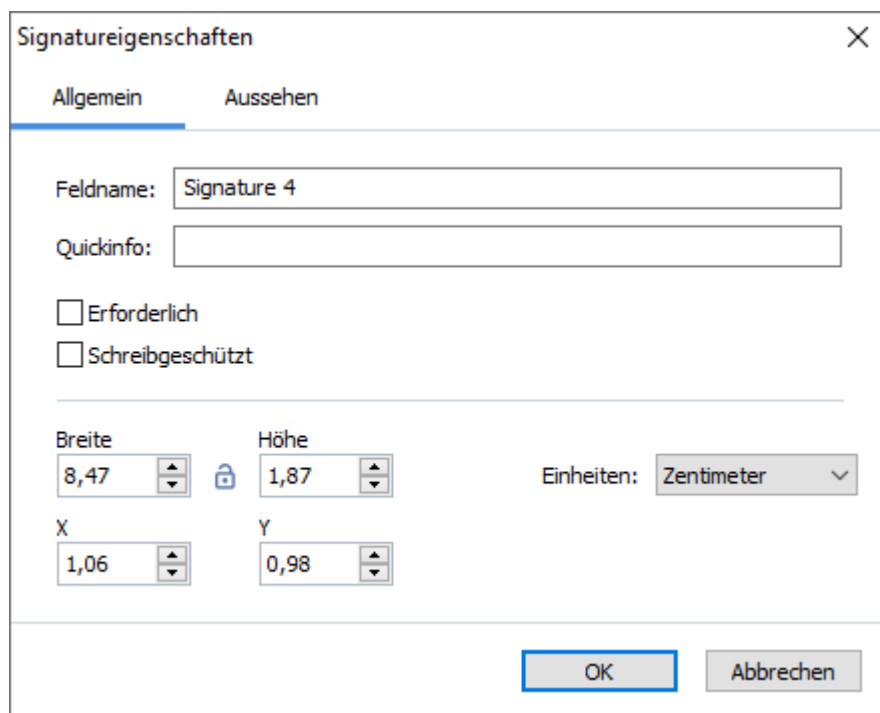 Signatureigenschaften
Allgemein Aussehen
Feldname: Signature 4
Quickinfo:
Erforderlich
Schreibgeschützt
Breite Höhe
8,47 1,87 Einheiten: Zentimeter
X Y
1,06 0,98
OK Abbrechen